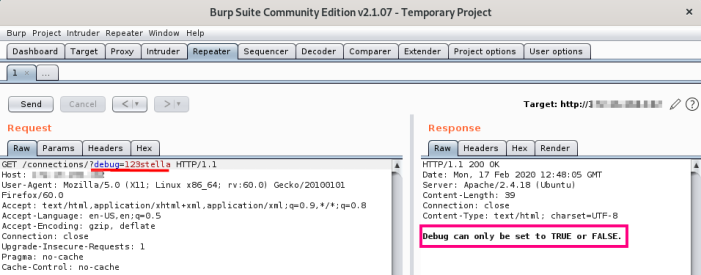 Burp Suite Community Edition v2.1.07 - Temporary Project
Burp Project Intruder Repeater Window Help
Dashboard Target Proxy Intruder Repeater Sequencer Decoder Comparer Extender Project options User options
1 × ...
Send Cancel < > Target: http://
Request
Raw Params Headers Hex
GET /connections/?debug=123stella HTTP/1.1
Host:
User-Agent: Mozilla/5.0 (X11; Linux x86_64; rv:60.0) Gecko/20100101
Firefox/60.0
Accept: text/html,application/xhtml+xml,application/xml;q=0.9,*/*;q=0.8
Accept-Language: en-US,en;q=0.5
Accept-Encoding: gzip, deflate
Connection: close
Upgrade-Insecure-Requests: 1
Pragma: no-cache
Cache-Control: no-cache
Response
Raw Headers Hex Render
HTTP/1.1 200 OK
Date: Mon, 17 Feb 2020 12:48:05 GMT
Server: Apache/2.4.18 (Ubuntu)
Content-Length: 39
Connection: close
Content-Type: text/html; charset=UTF-8
Debug can only be set to TRUE or FALSE.